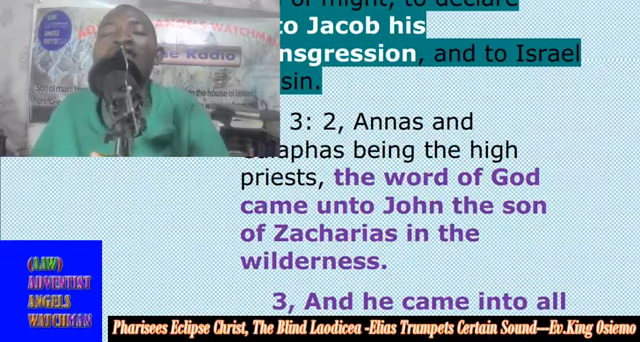 of might, to declare
to Jacob his
nsgression, and to Israel
sin.
3: 2, Annas and
being the high
priests, the word of God
came unto John the son
of Zacharias in the
wilderness.
3, And he came into all
(AAW)
ADVENTIST
ANGELS
WATCHMAN
Pharisees Eclipse Christ, The Blind Laodicea -Elias Trumpets Certain Sound---Ev.King Osiemo